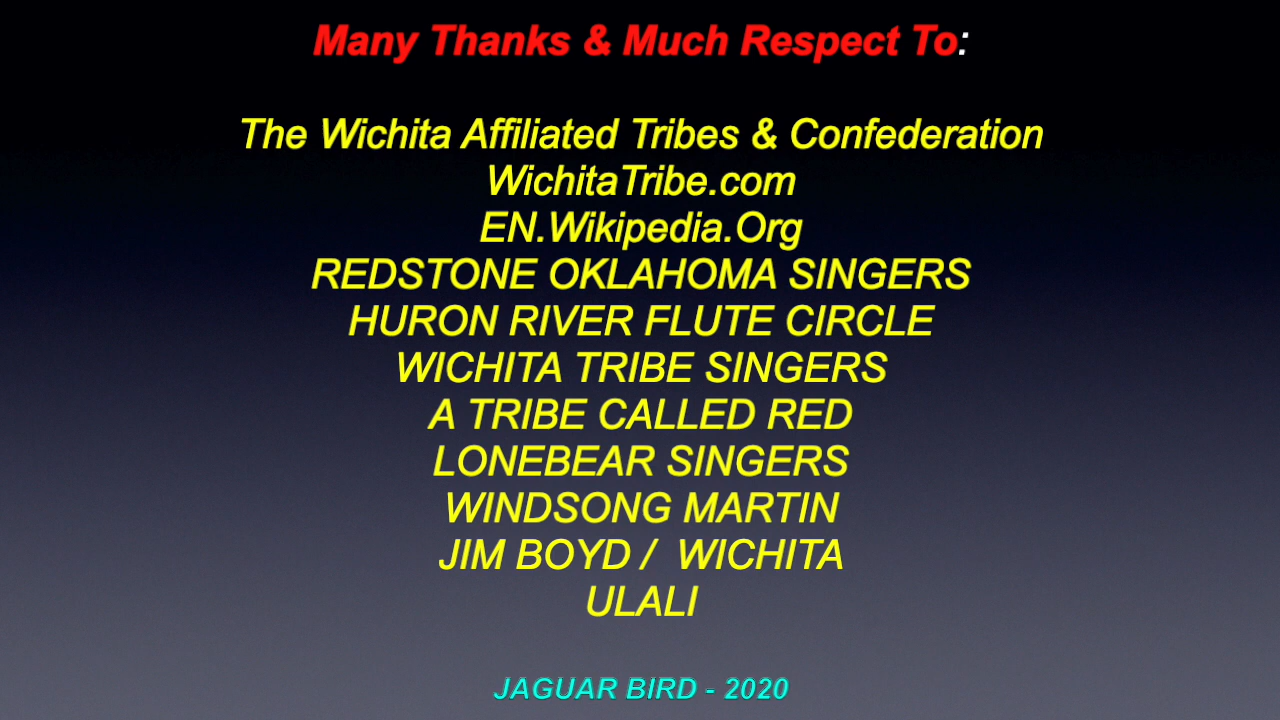 Many Thanks & Much Respect To:
The Wichita Affiliated Tribes & Confederation
WichitaTribe.com
EN.Wikipedia.Org
REDSTONE OKLAHOMA SINGERS
HURON RIVER FLUTE CIRCLE
WICHITA TRIBE SINGERS
A TRIBE CALLED RED
LONEBEAR SINGERS
WINDSONG MARTIN
JIM BOYD /  WICHITA
ULALI
JAGUAR BIRD - 2020